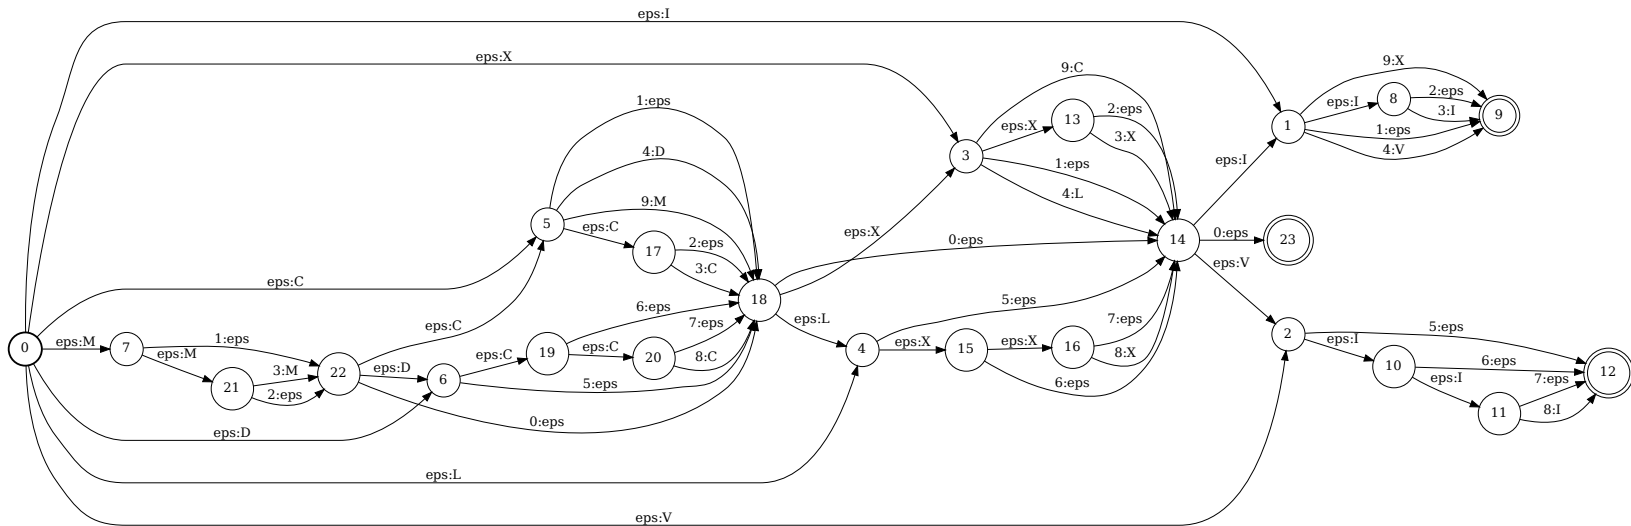 eps:I
eps:X
9:X
9:C
8
2:eps
9
eps:I
3:I
1:eps
13
2:eps
1
1:eps
eps:X
3:X
4:V
3
4:D
1:eps
eps:I
4:L
9:M
5
eps:C
2:eps
eps:X
0:eps
14
0:eps
23
17
3:C
eps:V
eps:C
18
6:eps
5:eps
eps:C
7:eps
eps:L
7:eps
2
5:eps
0
eps:M
7
1:eps
19
eps:C
20
4
eps:X
15
eps:X
16
eps:I
eps:M
eps:C
8:C
8:X
10
6:eps
12
3:M
22
eps:D
6
5:eps
6:eps
eps:I
7:eps
21
2:eps
11
8:I
0:eps
eps:D
eps:L
eps:V